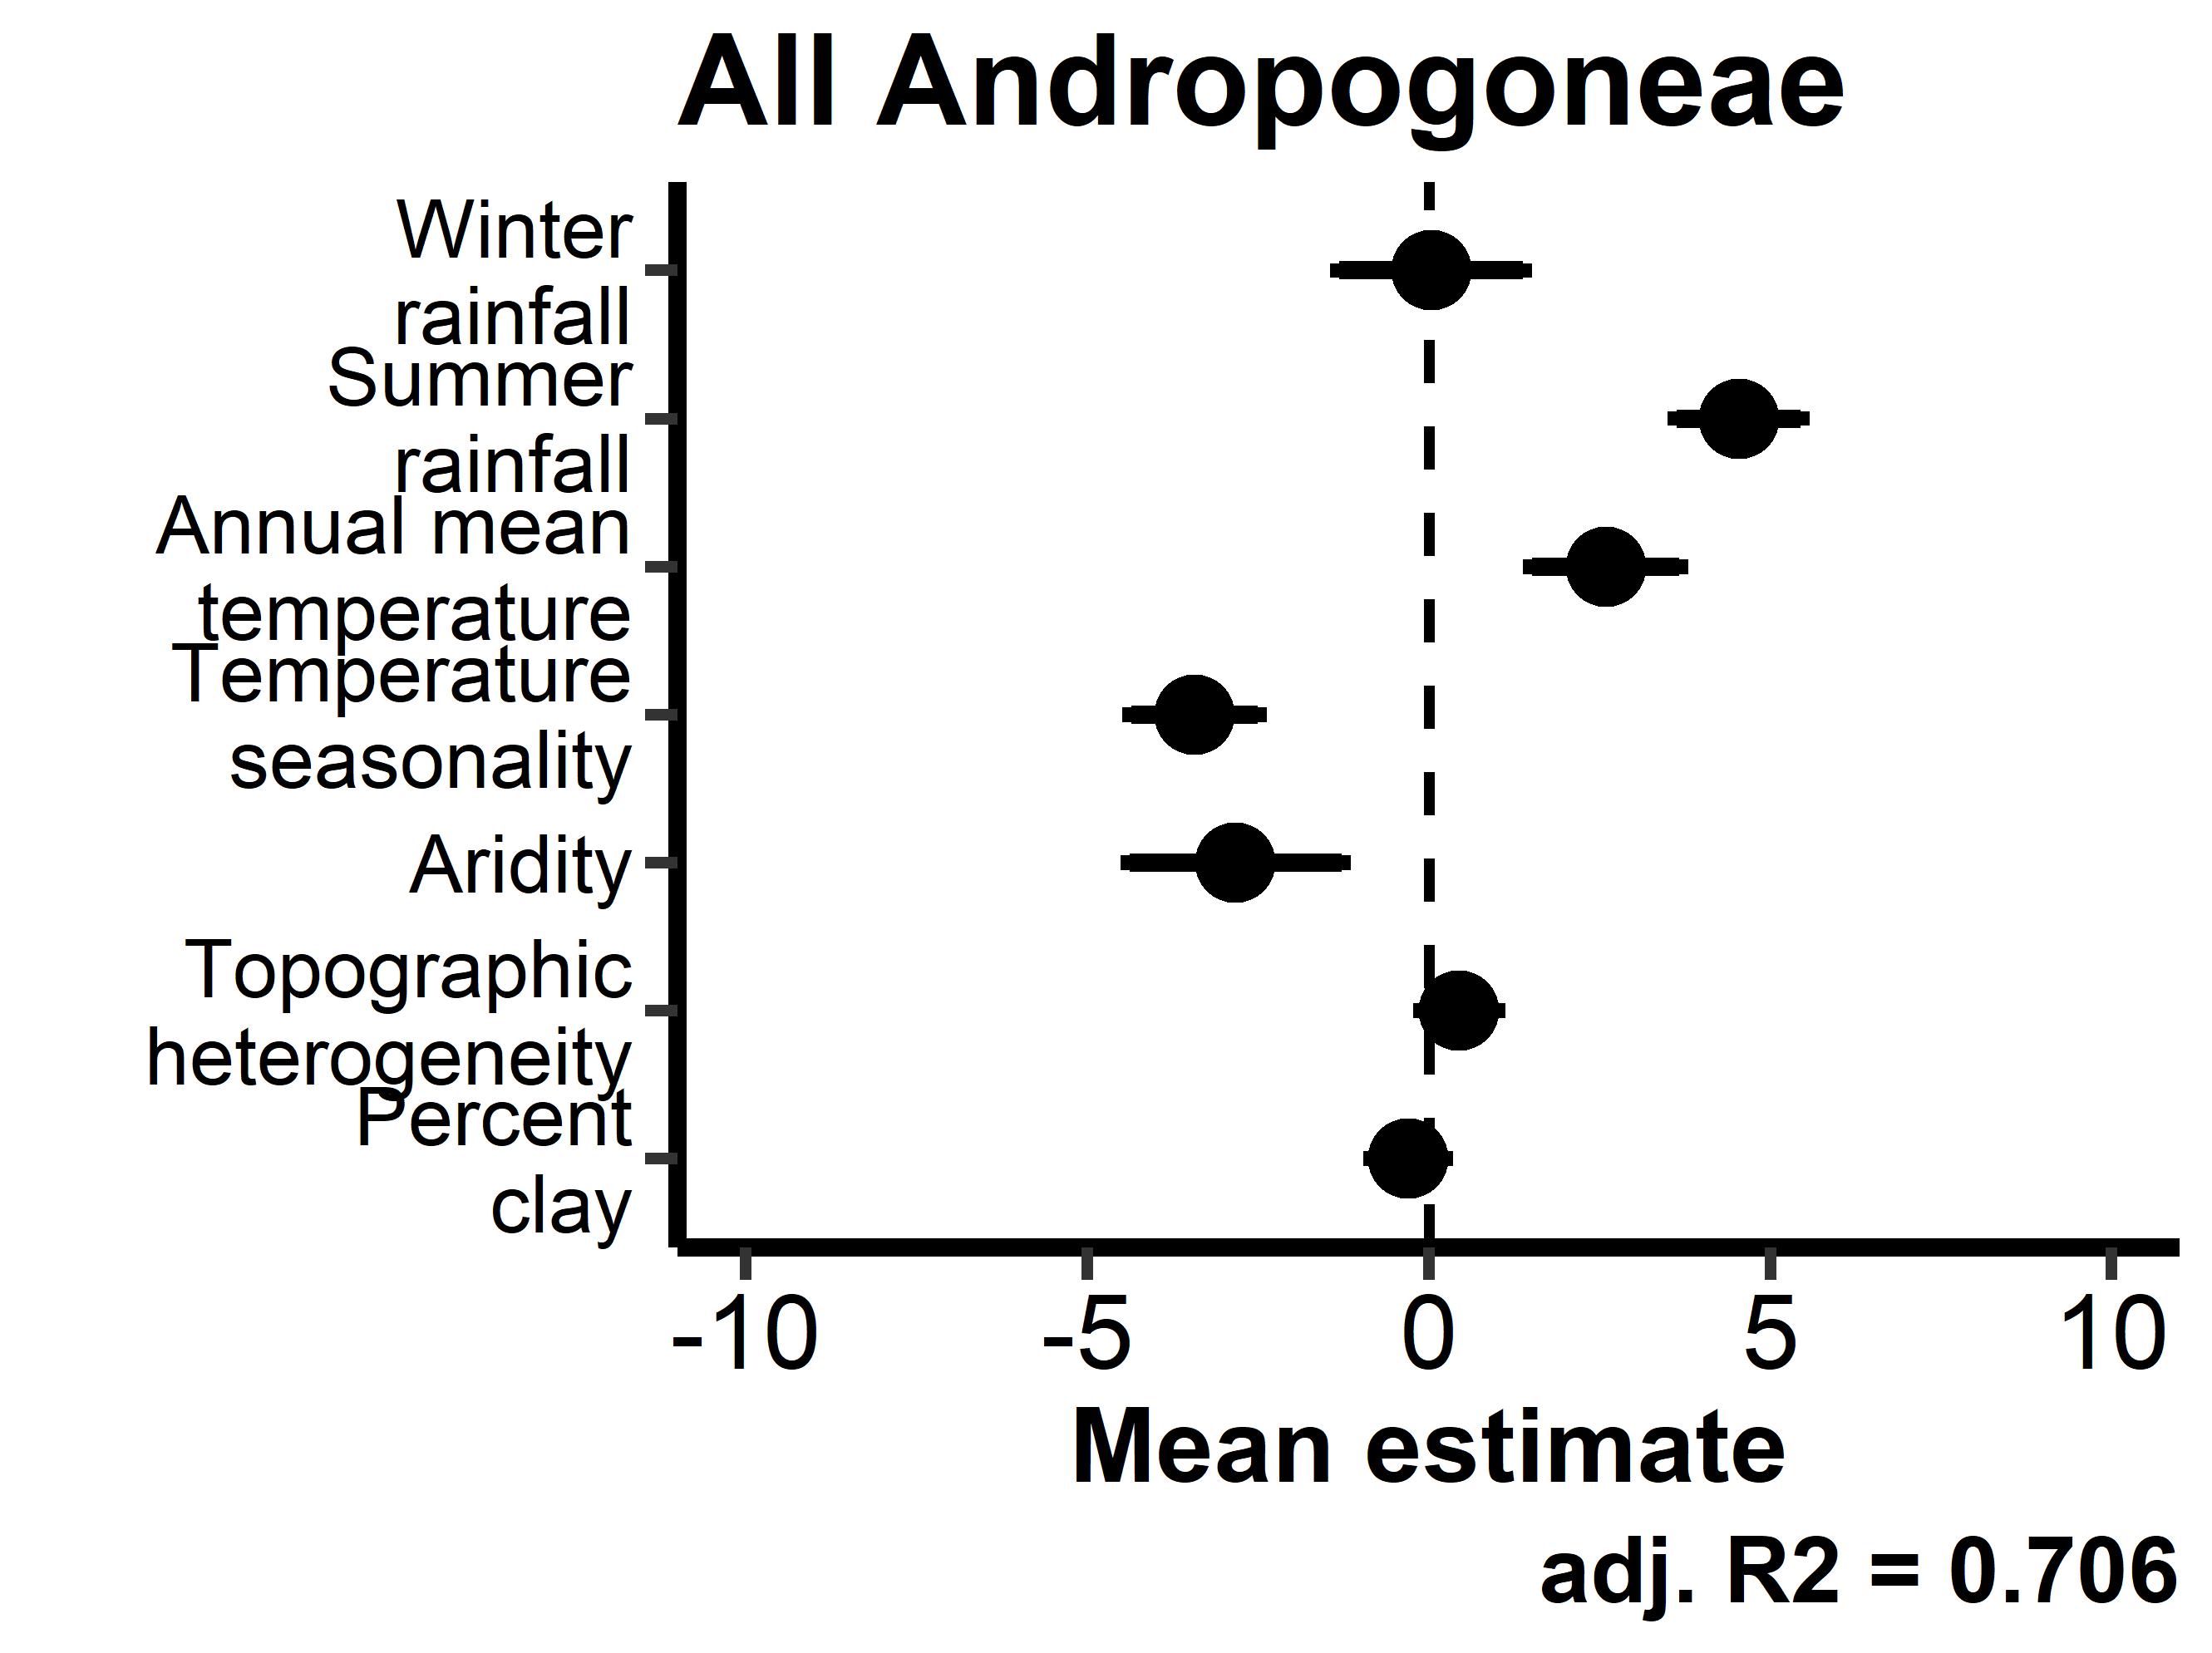 All Andropogoneae
Winter
rainfall
Summer
rainfall
Annual mean
temperature
Temperature
seasonality
Aridity
Topographic
heterogeneity
Percent
clay
-10 -5 0 5 10
Mean estimate
adj. R2 = 0.706